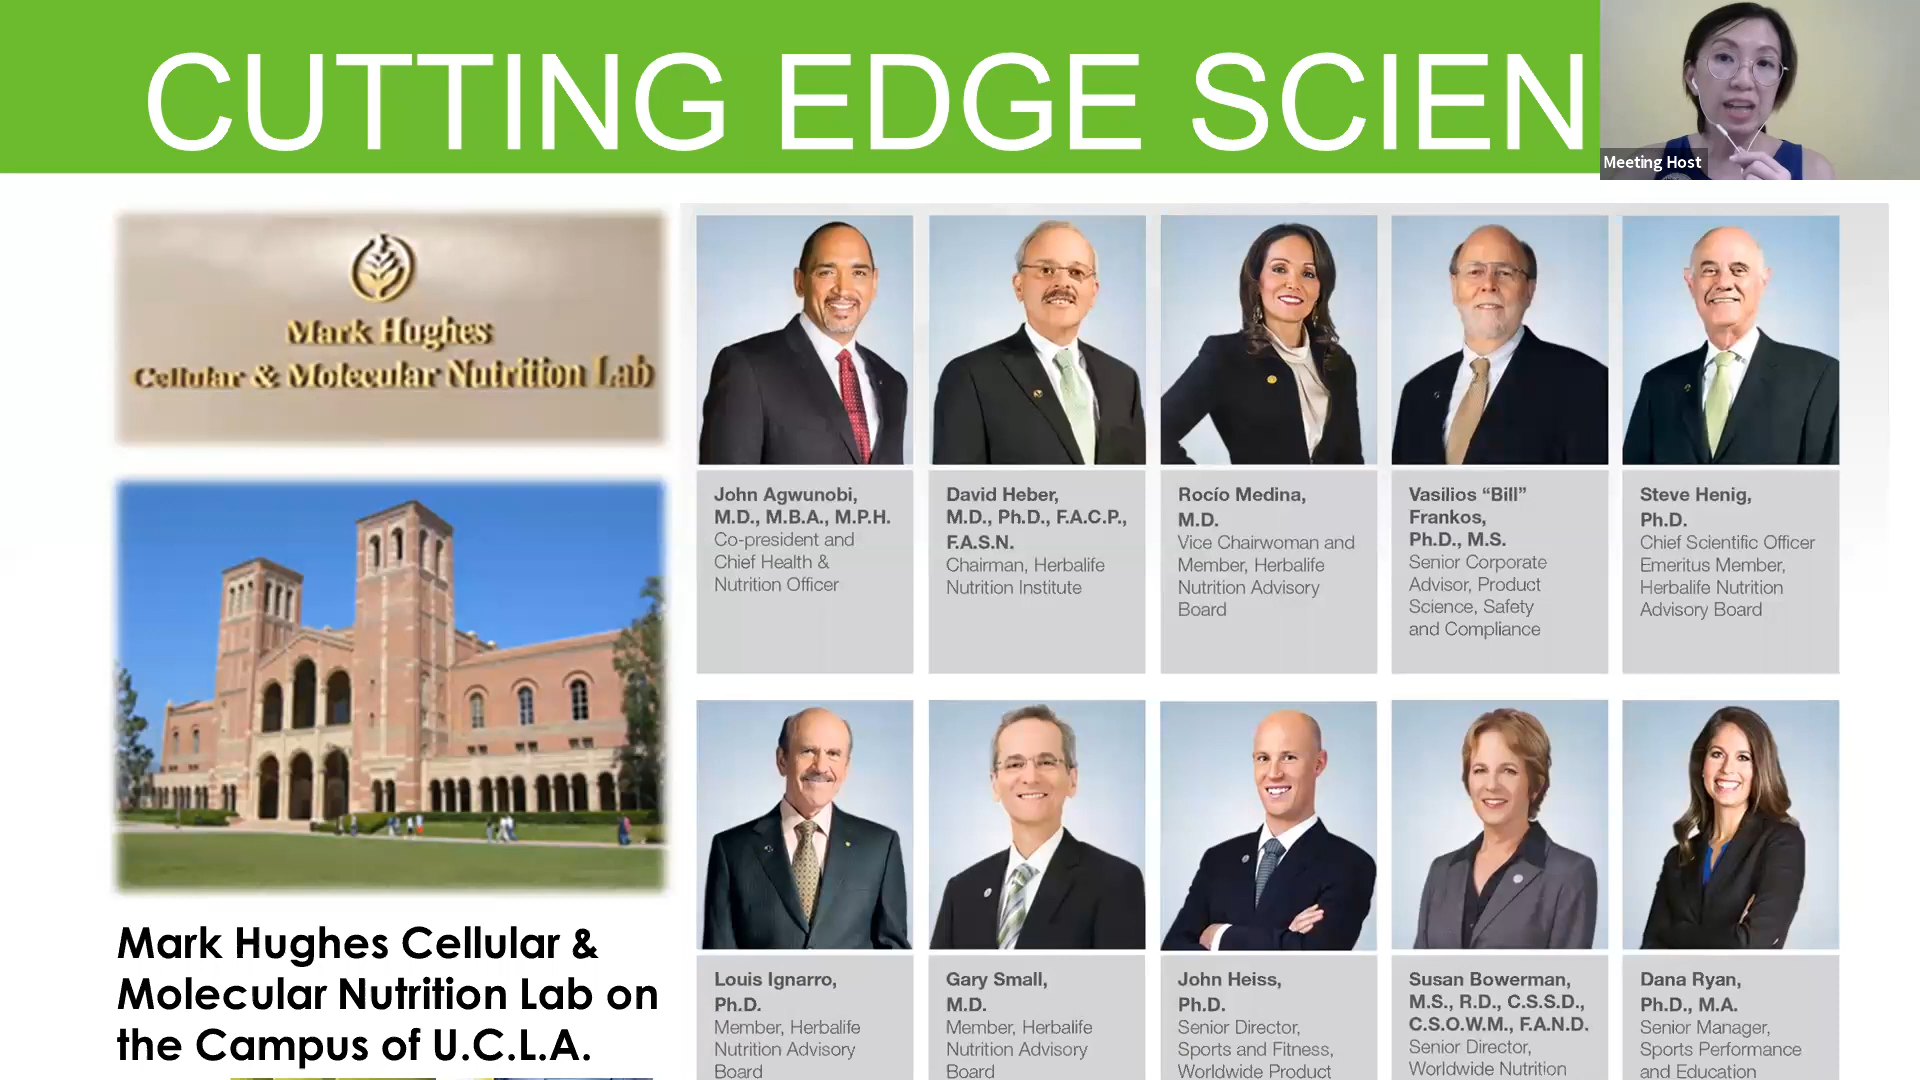 CUTTING EDGE SCIEN
Meeting Host
Mark Hughes
Cellular & Molecular Nutrition Lab
Mark Hughes Cellular &
Molecular Nutrition Lab on
the Campus of U.C.L.A.
John Agwunobi,
M.D., M.B.A., M.P.H.
Co-president and
Chief Health &
Nutrition Officer
David Heber,
M.D., Ph.D., F.A.C.P.,
F.A.S.N.
Chairman, Herbalife
Nutrition Institute
Rocío Medina,
M.D.
Vice Chairwoman and
Member, Herbalife
Nutrition Advisory
Board
Vasilios “Bill”
Frankos,
Ph.D., M.S.
Senior Corporate
Advisor, Product
Science, Safety
and Compliance
Steve Henig,
Ph.D.
Chief Scientific Officer
Emeritus Member,
Herbalife Nutrition
Advisory Board
Louis Ignarro,
Ph.D.
Member, Herbalife
Nutrition Advisory
Board
Gary Small,
M.D.
Member, Herbalife
Nutrition Advisory
Board
John Heiss,
Ph.D.
Senior Director,
Sports and Fitness,
Worldwide Product
Susan Bowerman,
M.S., R.D., C.S.S.D.,
C.S.O.W.M., F.A.N.D.
Senior Director,
Worldwide Nutrition
Dana Ryan,
Ph.D., M.A.
Senior Manager,
Sports Performance
and Education